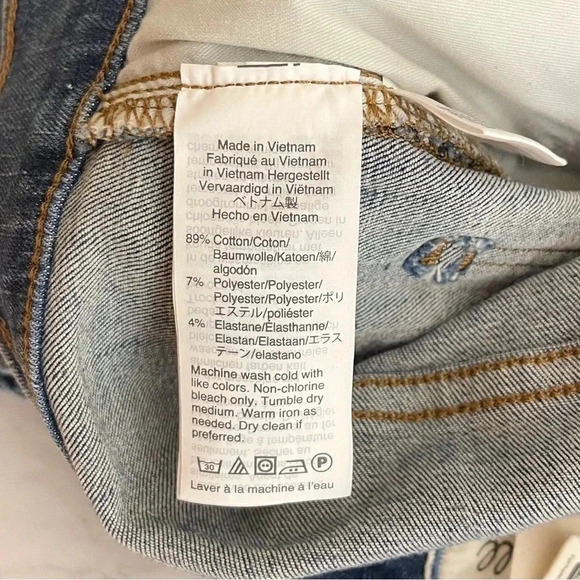 Made in Vietnam
Fabriqué au Vietnam
in Vietnam Hergestellt
Vervaardigd in Viëtnam
ベトナム製
Hecho en Vietnam
89% Cotton/Coton/
Baumwolle/Katoen/綿/
algodón
7% Polyester/Polyester/
Polyester/Polyester/ポリ
エステル/poliéster
4% Elastane/Élasthanne/
Elastan/Elastaan/エラス
テーン/elastano
Machine wash cold with
like colors. Non-chlorine
bleach only. Tumble dry
medium. Warm iron as
needed. Dry clean if
preferred.
30 P
Laver à la machine à l'eau